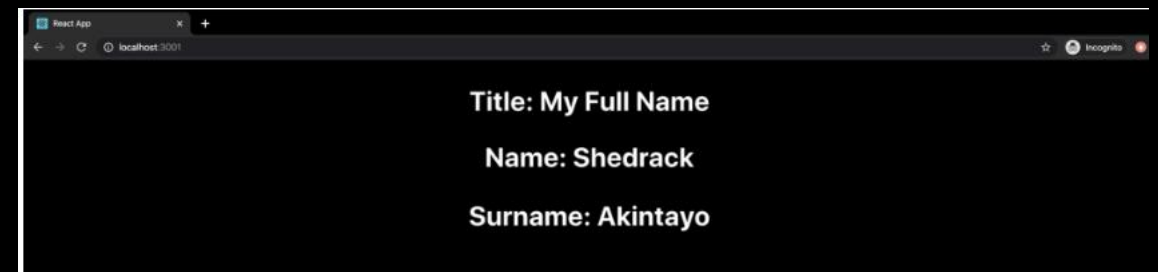 React App
localhost:3001
Incognito
Title: My Full Name
Name: Shedrack
Surname: Akintayo